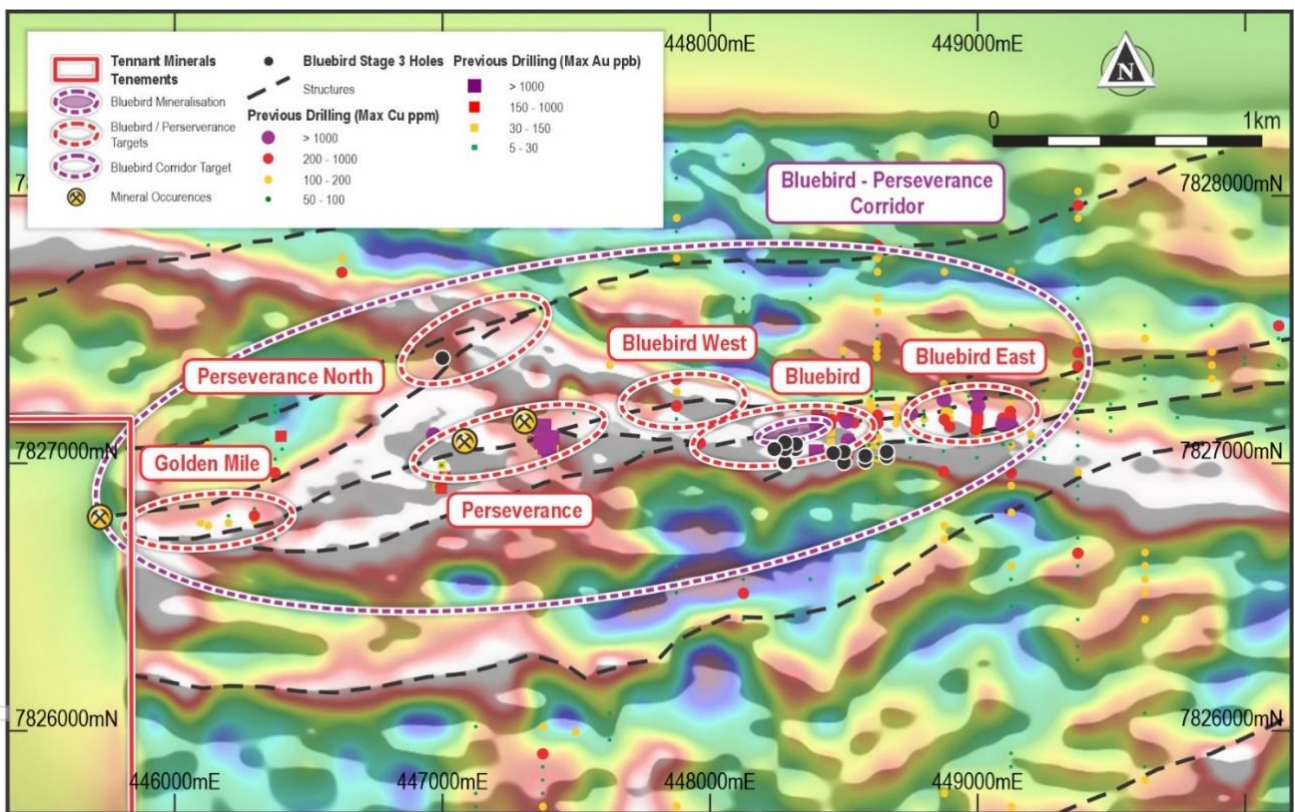 448000mE
449000mE
Tennant Minerals
Tenements
Bluebird Mineralisation
Bluebird / Perserverance
Targets
Bluebird Corridor Target
Mineral Occurences
Bluebird Stage 3 Holes
Structures
Previous Drilling (Max Cu ppm)
> 1000
200 - 1000
100 - 200
50 - 100
Previous Drilling (Max Au ppb)
> 1000
150 - 1000
30 - 150
5 - 30
N
0
1km
Bluebird - Perseverance
Corridor
7828000mN
Perseverance North
Bluebird West
Bluebird
Bluebird East
7827000mN
7827000mN
Golden Mile
Perseverance
7826000mN
7826000mN
446000mE
447000mE
448000mE
449000mE